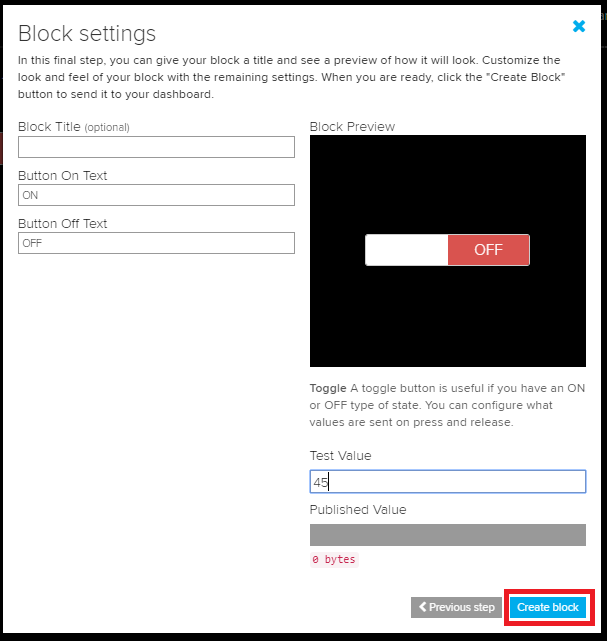 Block settings
In this final step, you can give your block a title and see a preview of how it will look. Customize the
look and feel of your block with the remaining settings. When you are ready, click the "Create Block"
button to send it to your dashboard.
Block Title (optional)
Button On Text
ON
Button Off Text
OFF
Block Preview
OFF
Toggle A toggle button is useful if you have an ON
or OFF type of state. You can configure what
values are sent on press and release.
Test Value
45
Published Value
0 bytes
Previous step
Create block